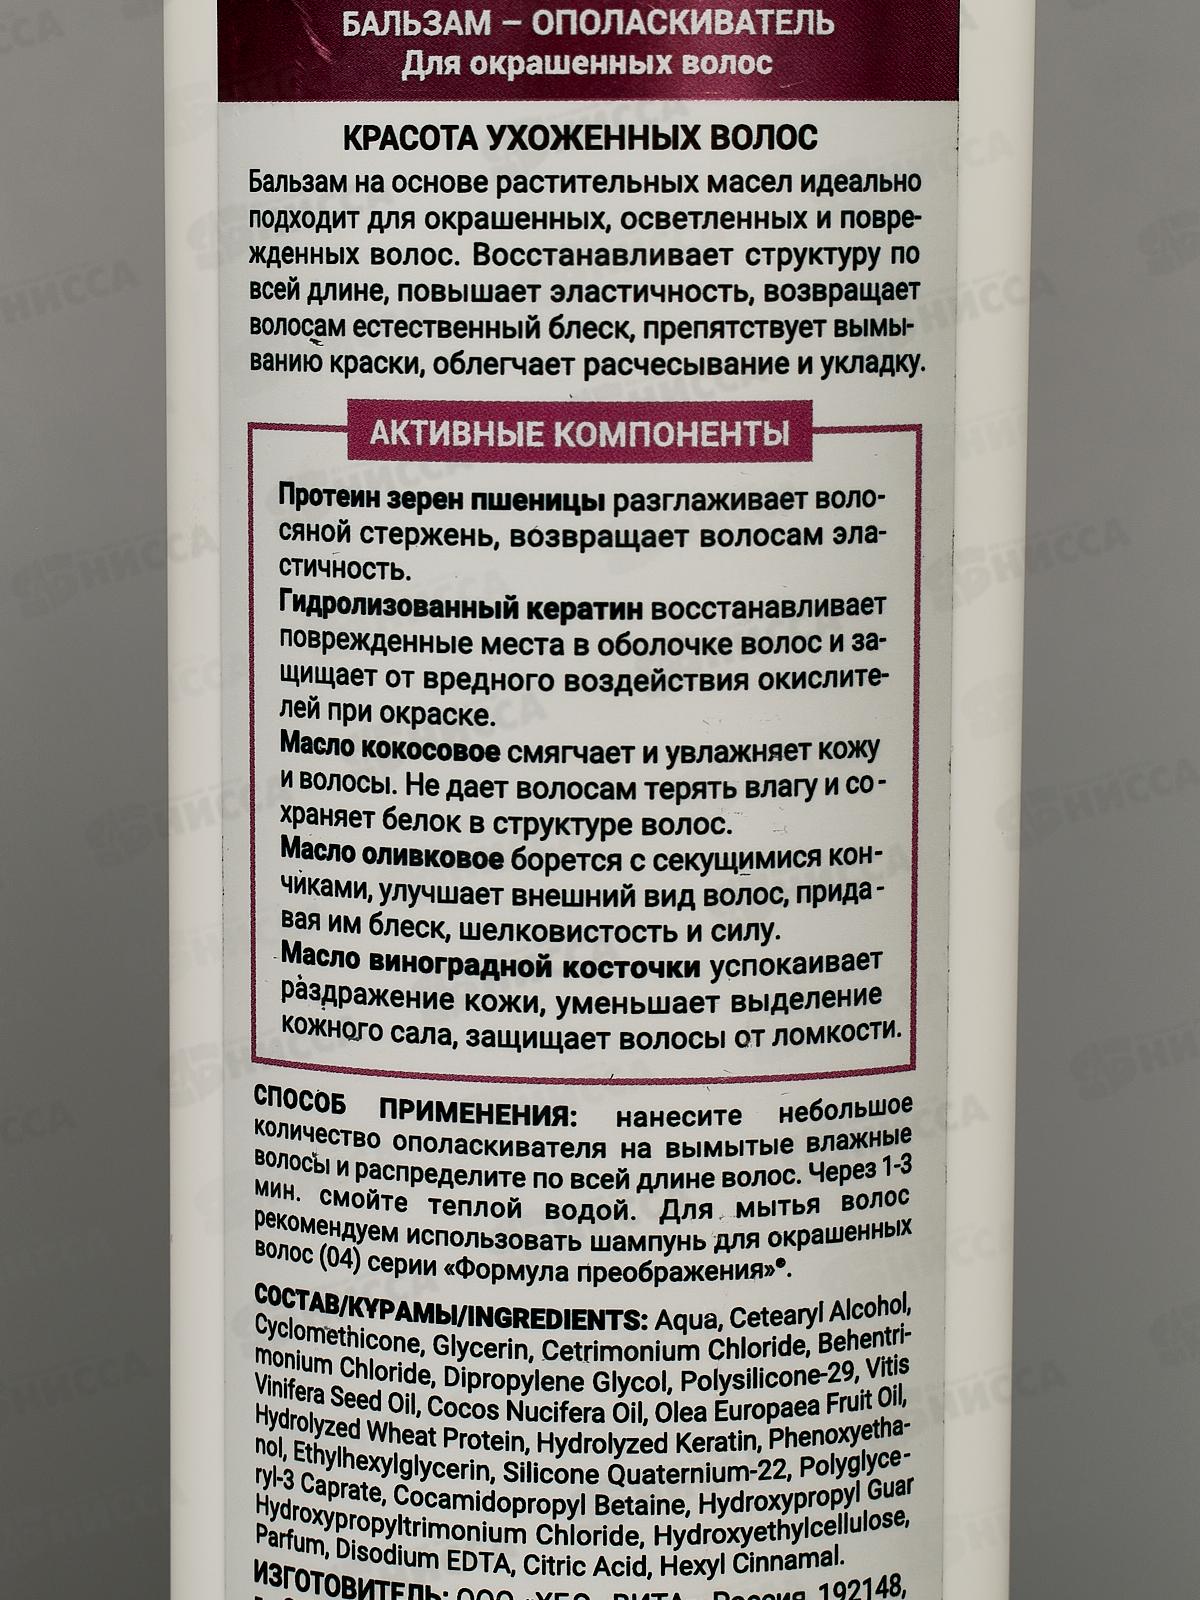 БАЛЬЗАМ – ОПОЛАСКИВАТЕЛЬ
Для окрашенных волос
КРАСОТА УХОЖЕННЫХ ВОЛОС
Бальзам на основе растительных масел идеально
подходит для окрашенных, осветленных и повре-
жденных волос. Восстанавливает структуру по
всей длине, повышает эластичность, возвращает
волосам естественный блеск, препятствует вымы-
ванию краски, облегчает расчесывание и укладку.
АКТИВНЫЕ КОМПОНЕНТЫ
Протеин зерен пшеницы разглаживает воло-
сяной стержень, возвращает волосам эла-
стичность.
Гидролизованный кератин восстанавливает
поврежденные места в оболочке волос и за-
щищает от вредного воздействия окислите-
лей при окраске.
Масло кокосовое смягчает и увлажняет кожу
и волосы. Не дает волосам терять влагу и со-
храняет белок в структуре волос.
Масло оливковое борется с секущимися кон-
чиками, улучшает внешний вид волос, прида-
вая им блеск, шелковистость и силу.
Масло виноградной косточки успокаивает
раздражение кожи, уменьшает выделение
кожного сала, защищает волосы от ломкости.
СПОСОБ ПРИМЕНЕНИЯ: нанесите небольшое
количество ополаскивателя на вымытые влажные
волосы и распределите по всей длине волос. Через 1-3
мин. смойте теплой водой. Для мытья волос
рекомендуем использовать шампунь для окрашенных
волос (04) серии «Формула преображения»®.
СОСТАВ/ҚҰРАМЫ/INGREDIENTS: Aqua, Cetearyl Alcohol,
Cyclomethicone, Glycerin, Cetrimonium Chloride, Behentri-
monium Chloride, Dipropylene Glycol, Polysilicone-29, Vitis
Vinifera Seed Oil, Cocos Nucifera Oil, Olea Europaea Fruit Oil,
Hydrolyzed Wheat Protein, Hydrolyzed Keratin, Phenoxyetha-
nol, Ethylhexylglycerin, Silicone Quaternium-22, Polyglyce-
ryl-3 Caprate, Cocamidopropyl Betaine, Hydroxypropyl Guar
Hydroxypropyltrimonium Chloride, Hydroxyethylcellulose,
Parfum, Disodium EDTA, Citric Acid, Hexyl Cinnamal.
ИЗГОТОВИТЕЛЬ: ООО Россия, 192148,